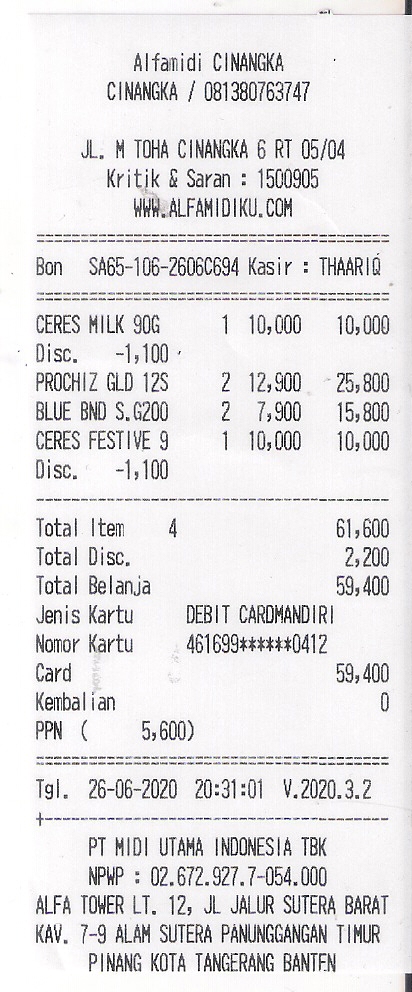 Alfamidi CINANGKA
CINANGKA / 081380763747
JL. M TOHA CINANGKA 6 RT 05/04
Kritik & Saran : 1500905
WWW.ALFAMIDIKU.COM
=======================================
Bon SA65-106-2606C694 Kasir : THAARIQ
=======================================
CERES MILK 90G 1 10,000 10,000
Disc. -1,100
PROCHIZ GLD 12S 2 12,900 25,800
BLUE BND S.G200 2 7,900 15,800
CERES FESTIVE 9 1 10,000 10,000
Disc. -1,100
---------------------------------------
Total Item 4 61,600
Total Disc. 2,200
Total Belanja 59,400
Jenis Kartu DEBIT CARDMANDIRI
Nomor Kartu 461699******0412
Card 59,400
Kembalian 0
PPN ( 5,600)
=======================================
Tgl. 26-06-2020 20:31:01 V.2020.3.2
+--------------------------------------
PT MIDI UTAMA INDONESIA TBK
NPWP : 02.672.927.7-054.000
ALFA TOWER LT. 12, JL JALUR SUTERA BARAT
KAV. 7-9 ALAM SUTERA PANUNGGANGAN TIMUR
PINANG KOTA TANGERANG BANTEN